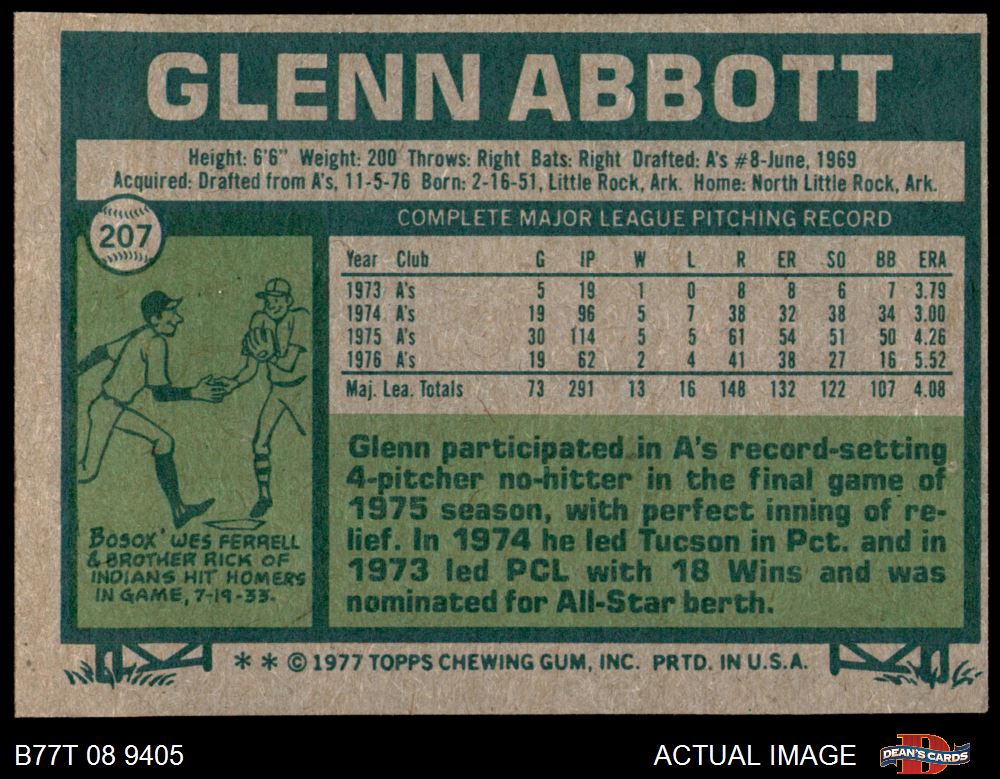 GLENN ABBOTT
Height: 6'6" Weight: 200 Throws: Right Bats: Right Drafted: A's #8-June, 1969
Acquired: Drafted from A's, 11-5-76 Born: 2-16-51, Little Rock, Ark. Home: North Little Rock, Ark.
207
COMPLETE MAJOR LEAGUE PITCHING RECORD
Year Club G IP W L R ER SO BB ERA
1973 A's 5 19 1 0 8 8 6 7 3.79
1974 A's 19 96 5 7 38 32 38 34 3.00
1975 A's 30 114 5 5 61 54 51 50 4.26
1976 A's 19 62 2 4 41 38 27 16 5.52
Maj. Lea. Totals 73 291 13 16 148 132 122 107 4.08
BOSOX' WES FERRELL
& BROTHER RICK OF
INDIANS HIT HOMERS
IN GAME, 7-19-33.
Glenn participated in A's record-setting
4-pitcher no-hitter in the final game of
1975 season, with perfect inning of re-
lief. In 1974 he led Tucson in Pct. and in
1973 led PCL with 18 Wins and was
nominated for All-Star berth.
* * © 1977 TOPPS CHEWING GUM, INC. PRTD. IN U.S.A.
B77T 08 9405
ACTUAL IMAGE
D
DEAN'S CARDS